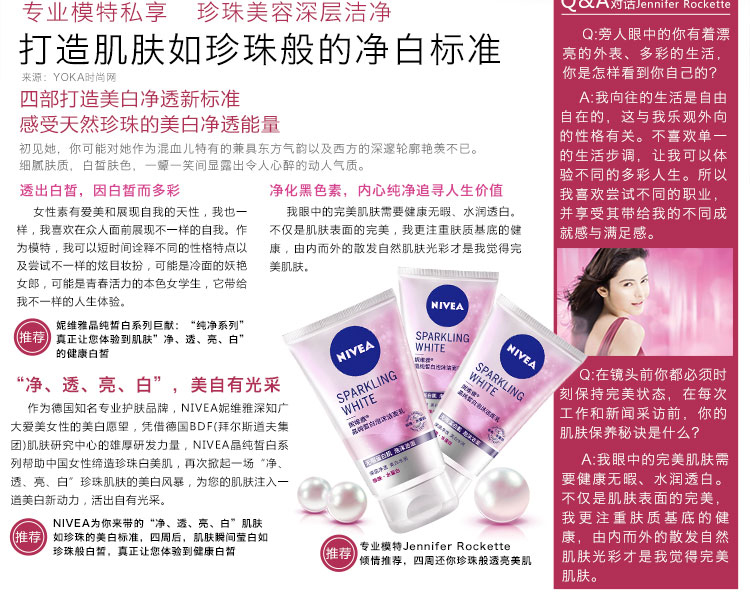 专业模特私享 珍珠美容深层洁净
打造肌肤如珍珠般的净白标准
来源：YOKA时尚网
四部打造美白净透新标准
感受天然珍珠的美白净透能量
初见她，你可能对她作为混血儿特有的兼具东方气韵以及西方的深邃轮廓艳羡不已。
细腻肤质，白皙肤色，一颦一笑间显露出令人心醉的动人气质。
透出白皙，因白皙而多彩
女性素有爱美和展现自我的天性，我也一
样，我喜欢在众人面前展现不一样的自我。作
为模特，我可以短时间诠释不同的性格特点以
及尝试不一样的炫目妆扮，可能是冷面的妖艳
女郎，可能是青春活力的本色女学生，它带给
我不一样的人生体验。
推荐
妮维雅晶纯皙白系列巨献：“纯净系列”
真正让您体验到肌肤”净、透、亮、白”
的健康白皙
净化黑色素，内心纯净追寻人生价值
我眼中的完美肌肤需要健康无暇、水润透白。
不仅是肌肤表面的完美，我更注重肤质基底的健
康，由内而外的散发自然肌肤光彩才是我觉得完
美肌肤。
“净、透、亮、白”，美自有光采
作为德国知名专业护肤品牌，NIVEA妮维雅深知广
大爱美女性的美白愿望，凭借德国BDF(拜尔斯道夫集
团)肌肤研究中心的雄厚研发力量，NIVEA晶纯皙白系
列帮助中国女性缔造珍珠白美肌，再次掀起一场“净、
透、亮、白”珍珠肌肤的美白风暴，为您的肌肤注入一
道美白新动力，活出自有光采。
推荐
NIVEA为你来带的“净、透、亮、白”肌肤
如珍珠的美白标准，四周后，肌肤瞬间莹白如
珍珠般白皙，真正让您体验到健康白皙
NIVEA
SPARKLING
WHITE
妮维雅®
晶纯皙白泡沫洁面乳
NIVEA
SPARKLING
WHITE
妮维雅®
晶纯皙白泡沫洁面乳
NIVEA
SPARKLING
WHITE
妮维雅®
晶纯皙白泡沫洁面乳
推荐
专业模特Jennifer Rockette
倾情推荐，四周还你珍珠般透亮美肌
Q&A对话Jennifer Rockette
Q:旁人眼中的你有着漂
亮的外表、多彩的生活，
你是怎样看到你自己的？
A:我向往的生活是自由
自在的，这与我乐观外向
的性格有关。不喜欢单一
的生活步调，让我可以体
验不同的多彩人生。所以
我喜欢尝试不同的职业，
并享受其带给我的不同成
就感与满足感。
Q:在镜头前你都必须时
刻保持完美状态，在每次
工作和新闻采访前，你的
肌肤保养秘诀是什么？
A:我眼中的完美肌肤需
要健康无暇、水润透白。
不仅是肌肤表面的完美，
我更注重肤质基底的健
康，由内而外的散发自然
肌肤光彩才是我觉得完美
肌肤。